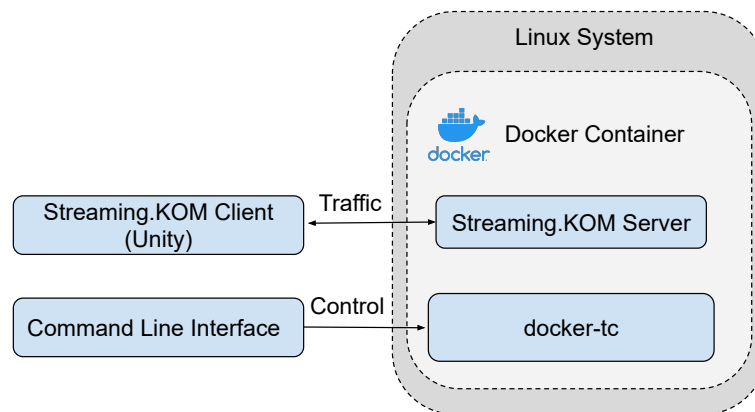 Linux System
docker
Docker Container
Streaming.KOM Client
(Unity)
Traffic
Streaming.KOM Server
Command Line Interface
Control
docker-tc